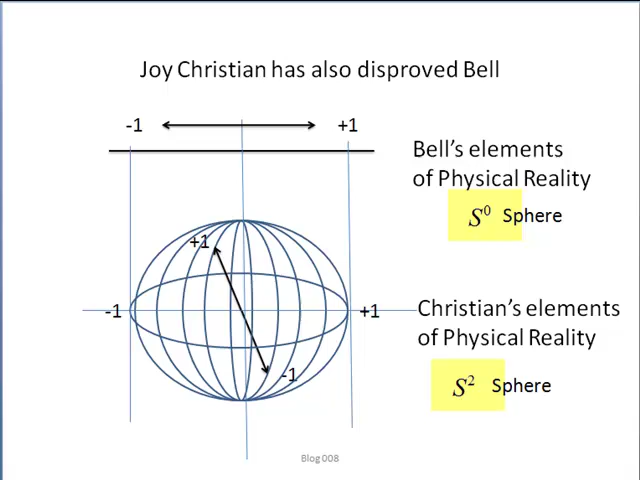 Joy Christian has also disproved Bell
-1 +1
Bell's elements
of Physical Reality
S⁰ Sphere
+1
-1 +1
Christian's elements
of Physical Reality
-1
S² Sphere
Blog 008